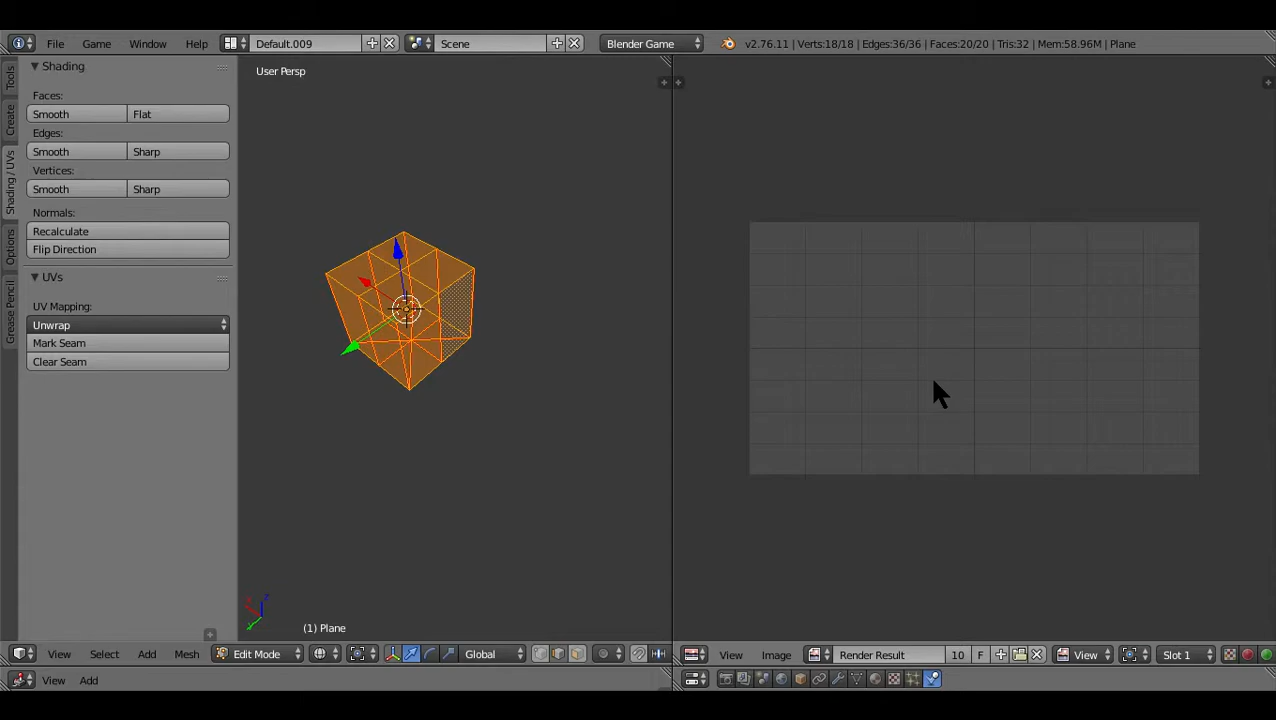 File Game Window Help Default.009 Scene Blender Game v2.76.11 | Verts:18/18 | Edges:36/36 | Faces:20/20 | Tris:32 | Mem:58.96M | Plane
Tools
Create
Shading / UVs
Options
Grease Pencil
Shading
Faces:
Smooth Flat
Edges:
Smooth Sharp
Vertices:
Smooth Sharp
Normals:
Recalculate
Flip Direction
UVs
UV Mapping:
Unwrap
Mark Seam
Clear Seam
User Persp
(1) Plane
View Select Add Mesh Edit Mode Global
View Image Render Result 10 F View Slot 1
View Add